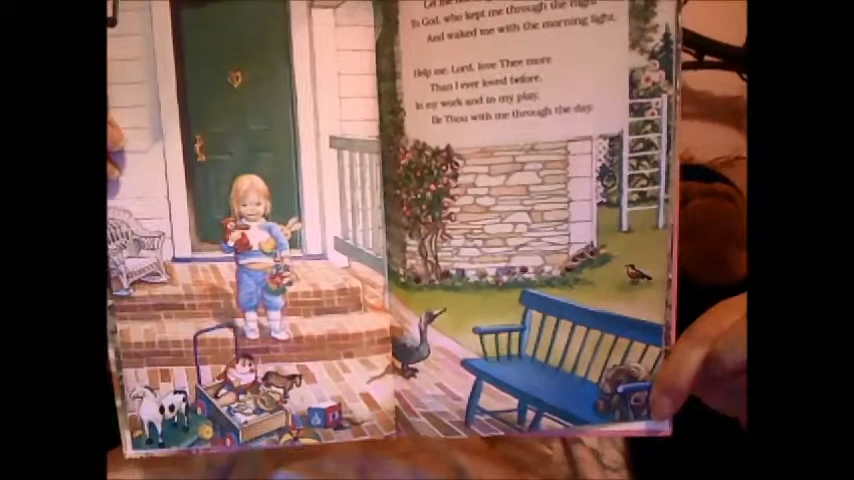 Let me
To God, who kept me through the night
And waked me with the morning light.
Help me, Lord, love Thee more
Than I ever loved before,
In my work and in my play,
Be Thou with me through the day.